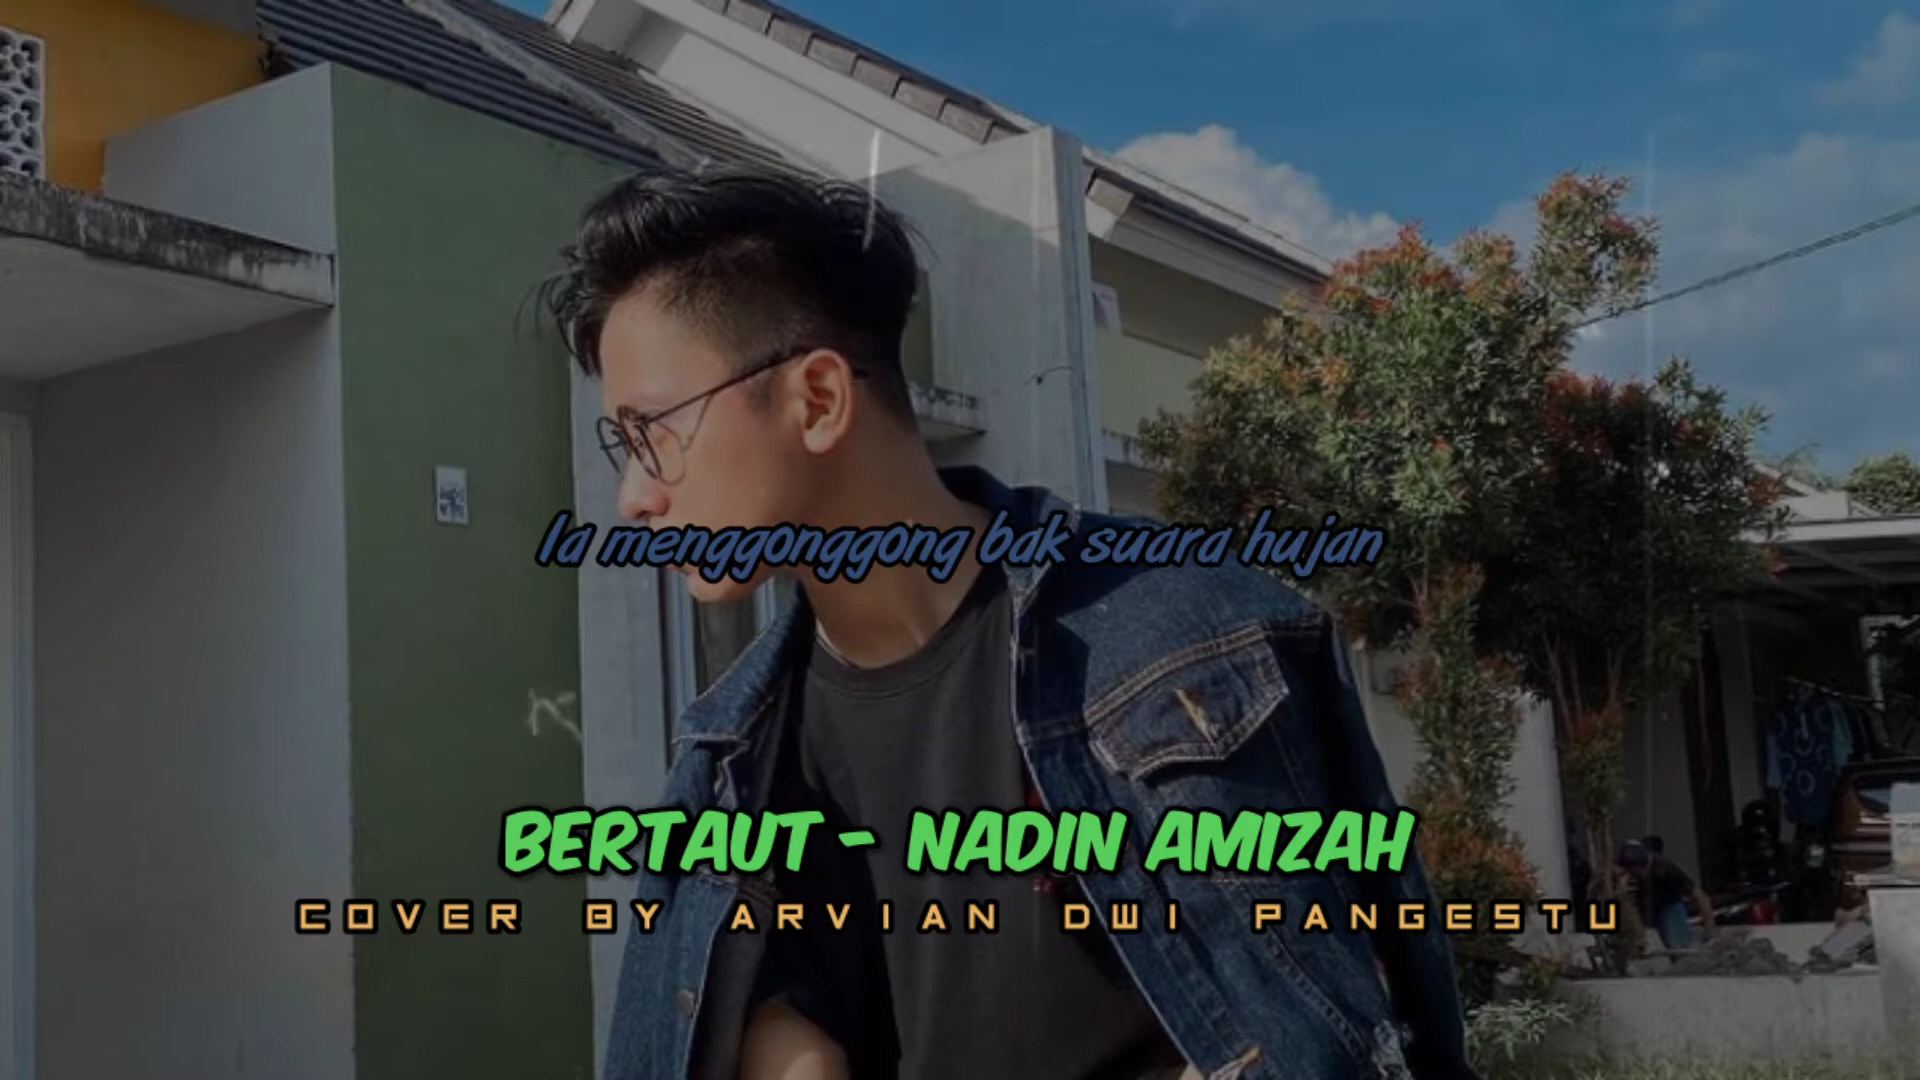 Ia menggonggong bak suara hujan
BERTAUT - NADIN AMIZAH
COVER BY ARVIAN DWI PANGESTU